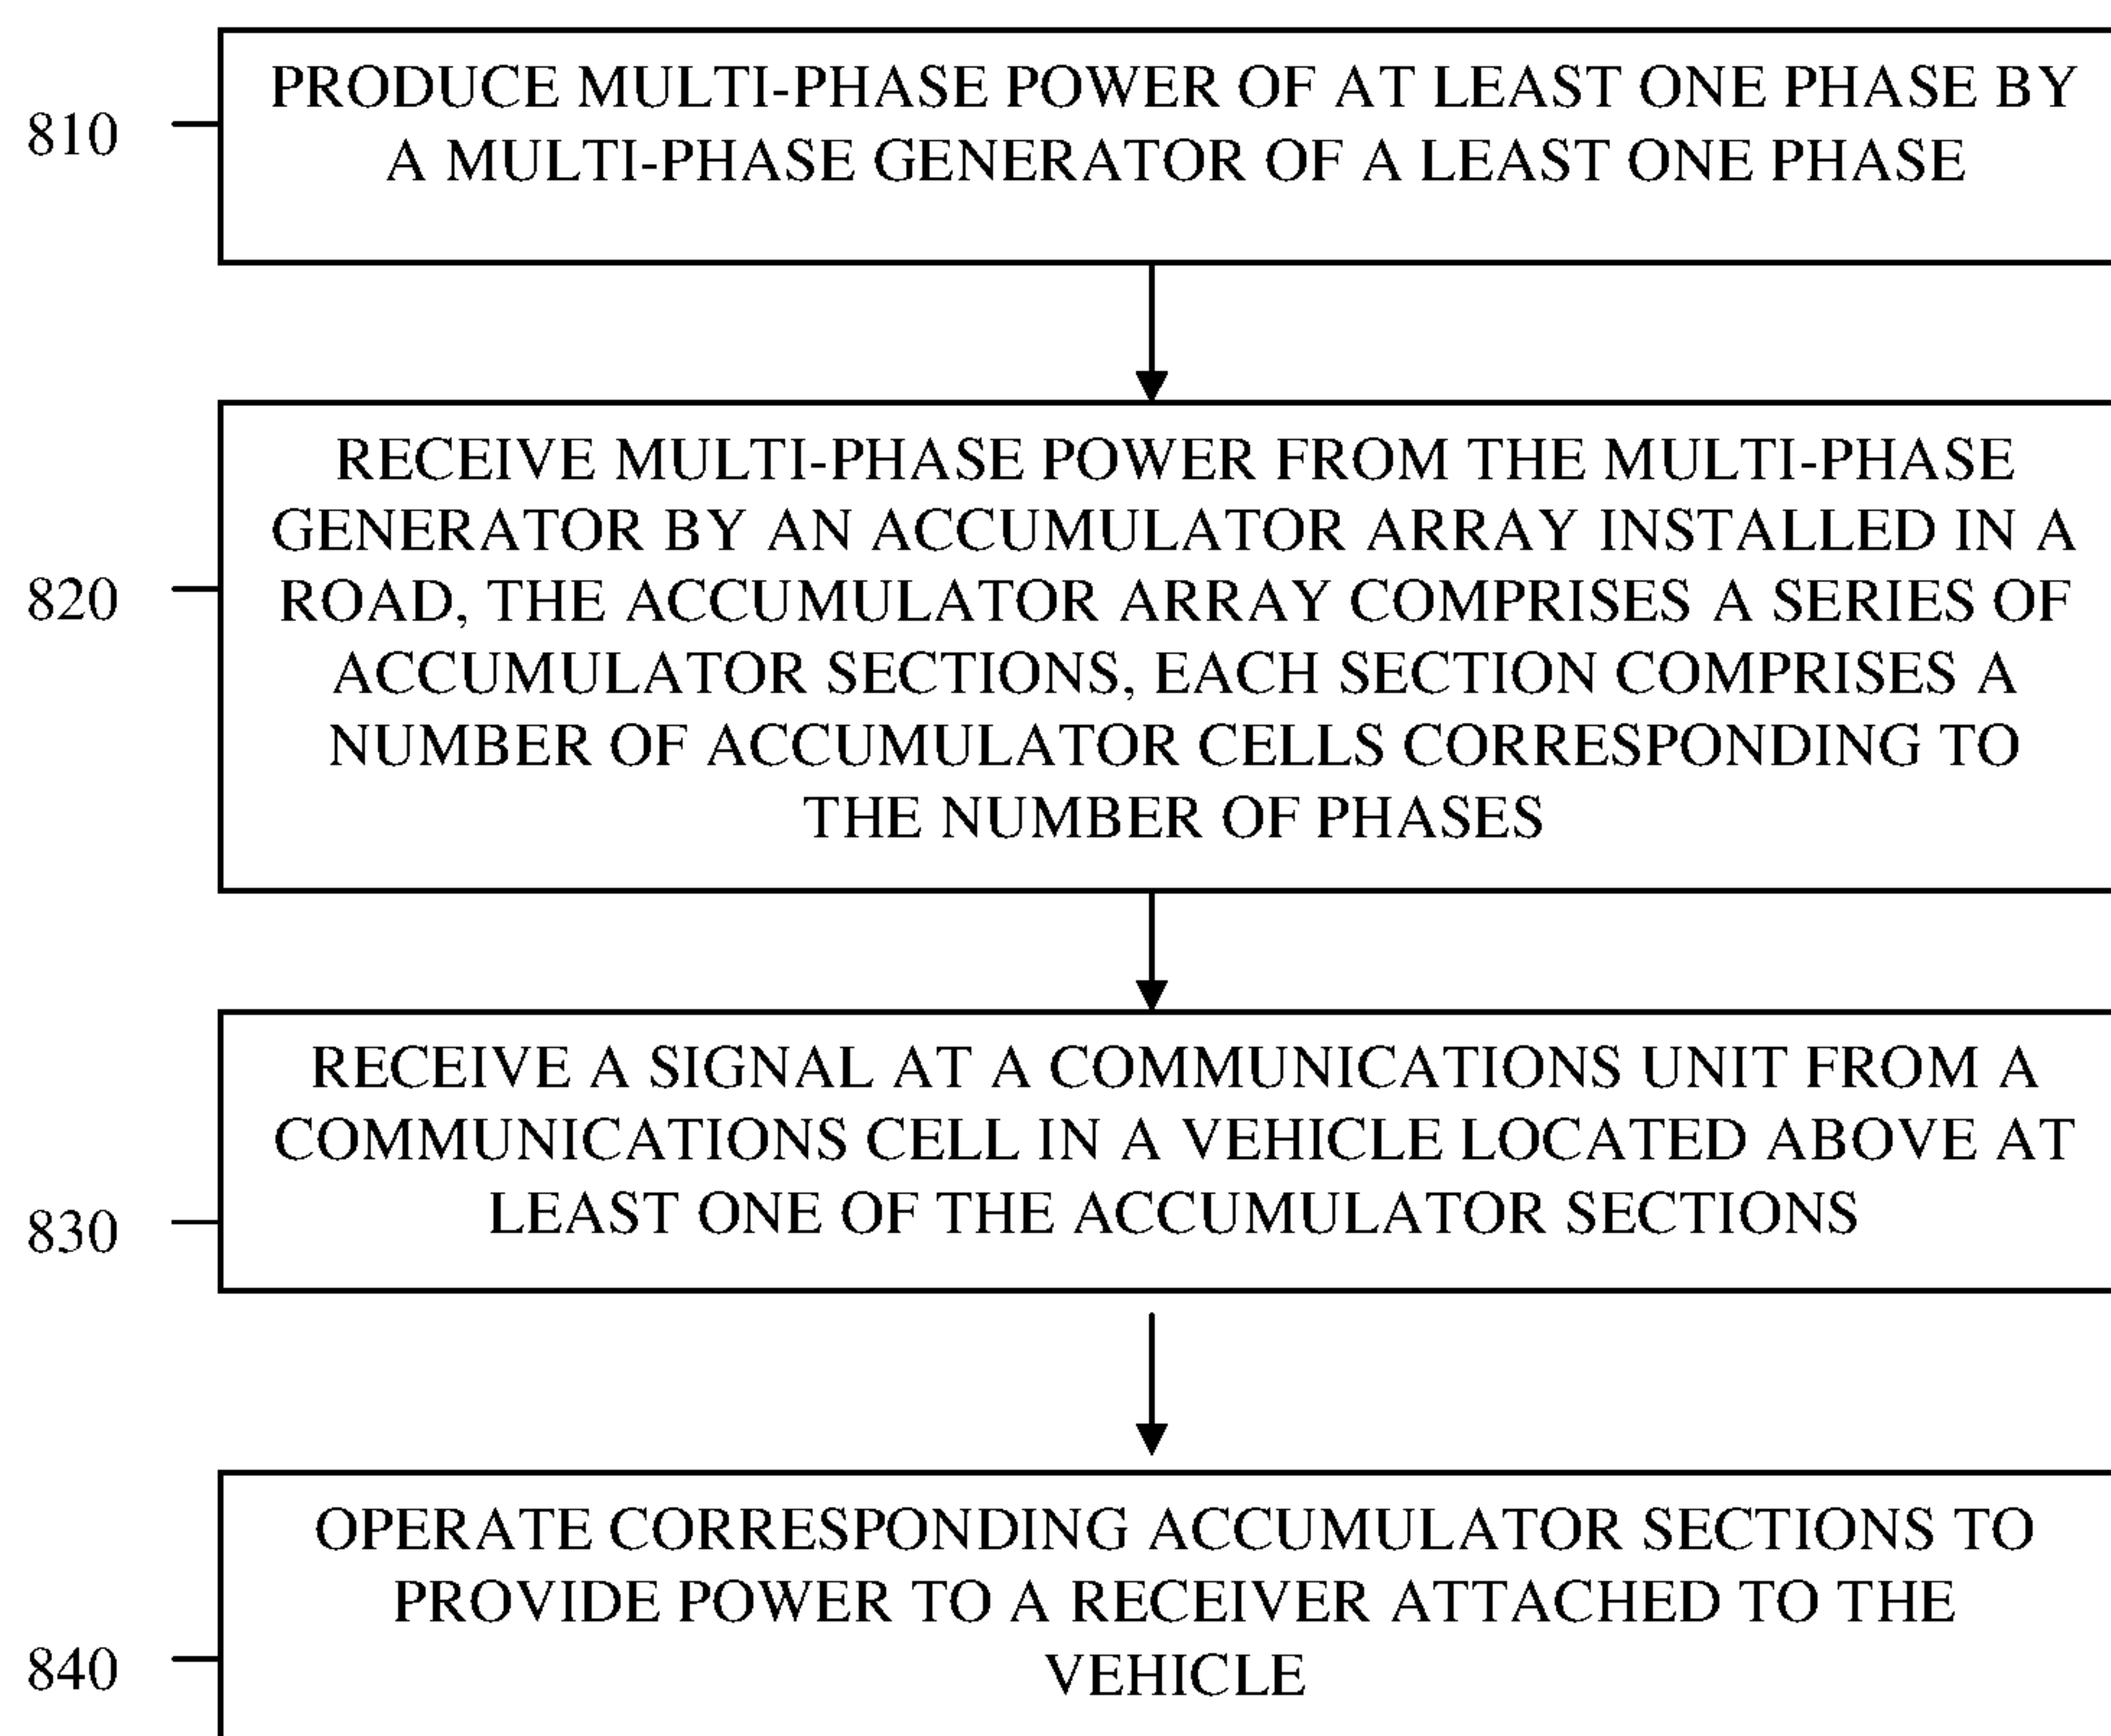 810
PRODUCE MULTI-PHASE POWER OF AT LEAST ONE PHASE BY
A MULTI-PHASE GENERATOR OF A LEAST ONE PHASE
820
RECEIVE MULTI-PHASE POWER FROM THE MULTI-PHASE
GENERATOR BY AN ACCUMULATOR ARRAY INSTALLED IN A
ROAD, THE ACCUMULATOR ARRAY COMPRISES A SERIES OF
ACCUMULATOR SECTIONS, EACH SECTION COMPRISES A
NUMBER OF ACCUMULATOR CELLS CORRESPONDING TO
THE NUMBER OF PHASES
830
RECEIVE A SIGNAL AT A COMMUNICATIONS UNIT FROM A
COMMUNICATIONS CELL IN A VEHICLE LOCATED ABOVE AT
LEAST ONE OF THE ACCUMULATOR SECTIONS
840
OPERATE CORRESPONDING ACCUMULATOR SECTIONS TO
PROVIDE POWER TO A RECEIVER ATTACHED TO THE
VEHICLE